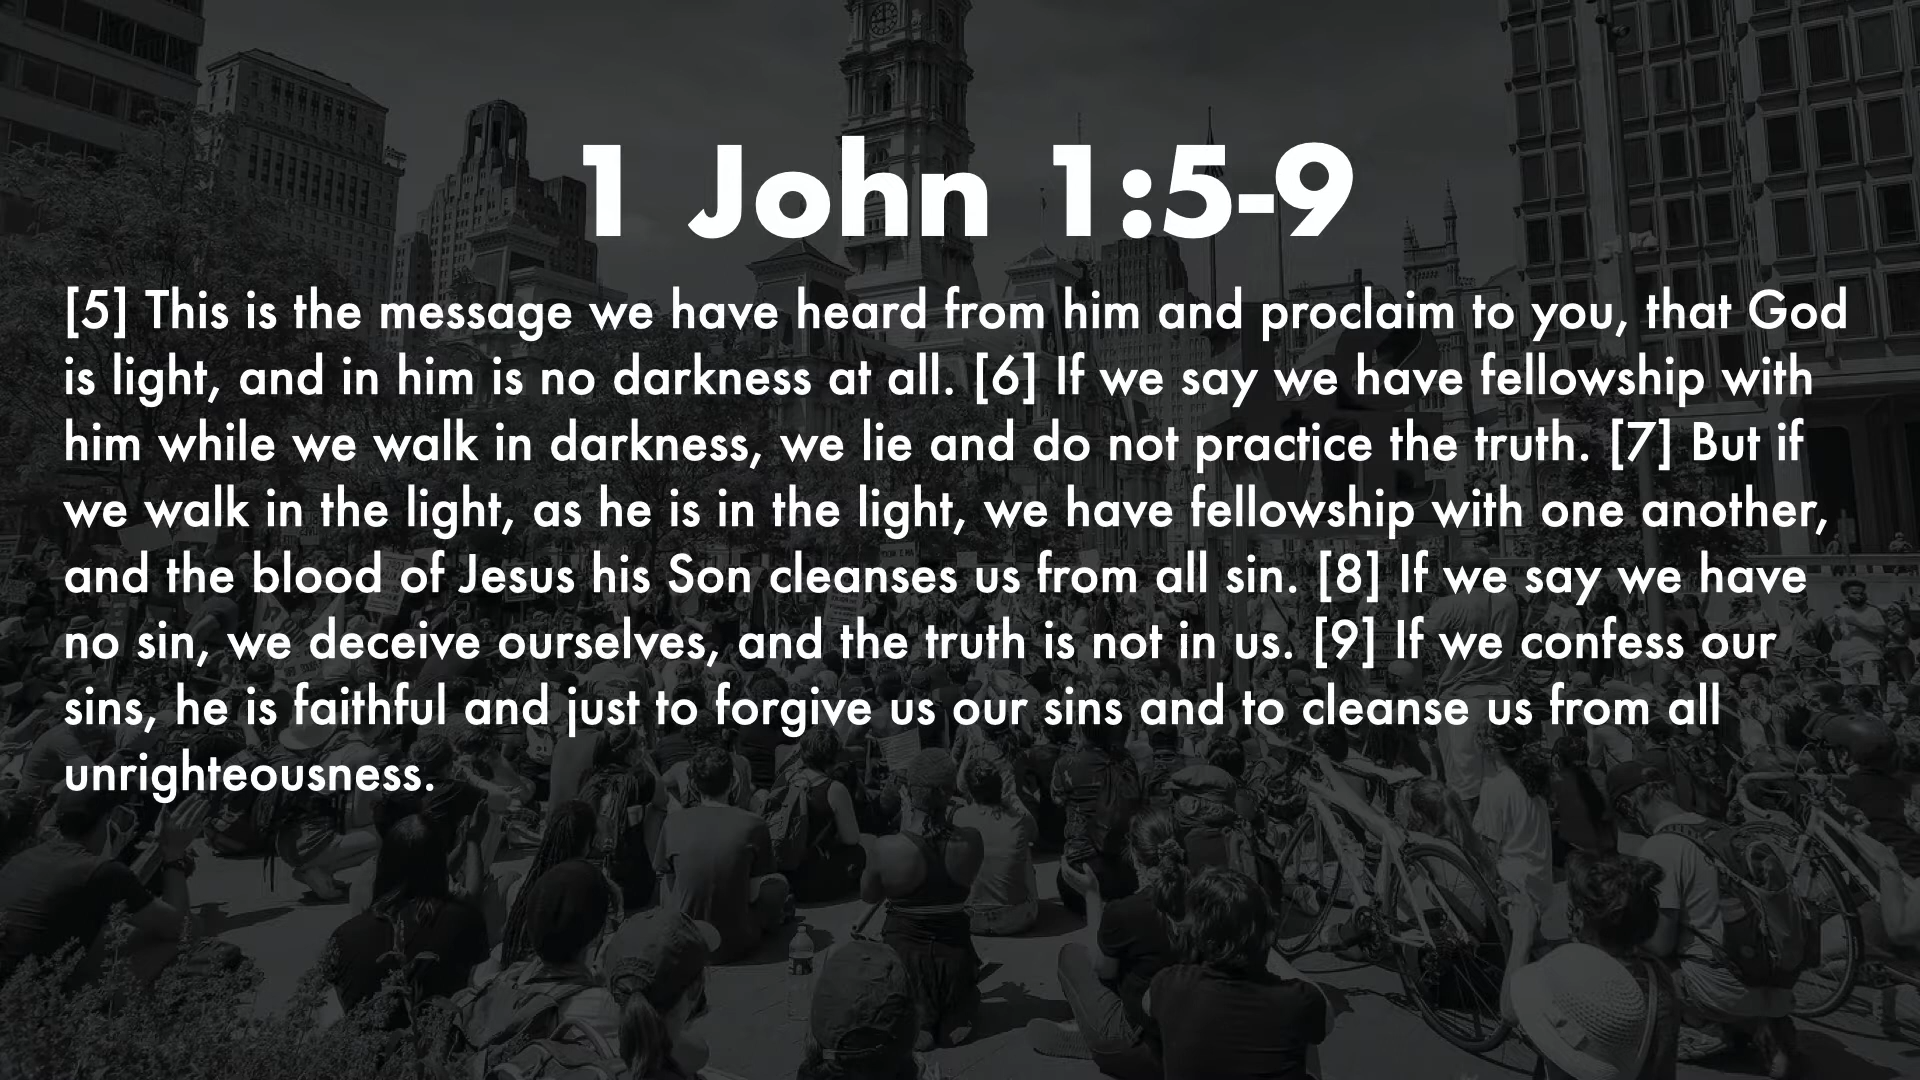 1 John 1:5-9
[5] This is the message we have heard from him and proclaim to you, that God
is light, and in him is no darkness at all. [6] If we say we have fellowship with
him while we walk in darkness, we lie and do not practice the truth. [7] But if
we walk in the light, as he is in the light, we have fellowship with one another,
and the blood of Jesus his Son cleanses us from all sin. [8] If we say we have
no sin, we deceive ourselves, and the truth is not in us. [9] If we confess our
sins, he is faithful and just to forgive us our sins and to cleanse us from all
unrighteousness.